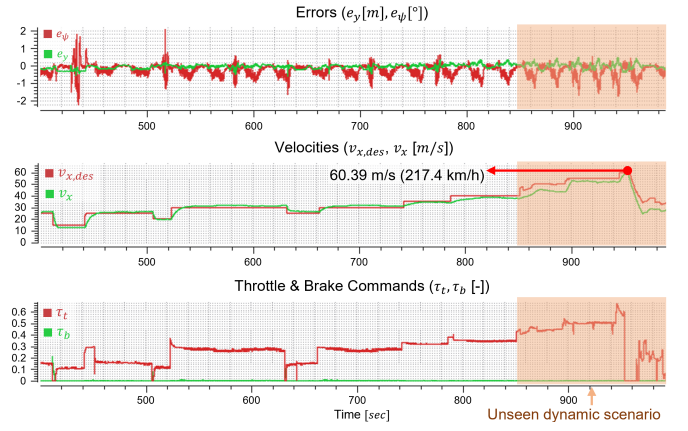 Errors (e_y[m], e_ψ[°])
e_ψ
e_y
2
1
0
-1
-2
500 600 700 800 900
Velocities (v_x,des, v_x [m/s])
v_x,des
v_x
60.39 m/s (217.4 km/h)
60
50
40
30
20
10
0
500 600 700 800 900
Throttle & Brake Commands (τ_t, τ_b [-])
τ_t
τ_b
0.6
0.5
0.4
0.3
0.2
0.1
0
500 600 700 800 900
Time [sec]
Unseen dynamic scenario